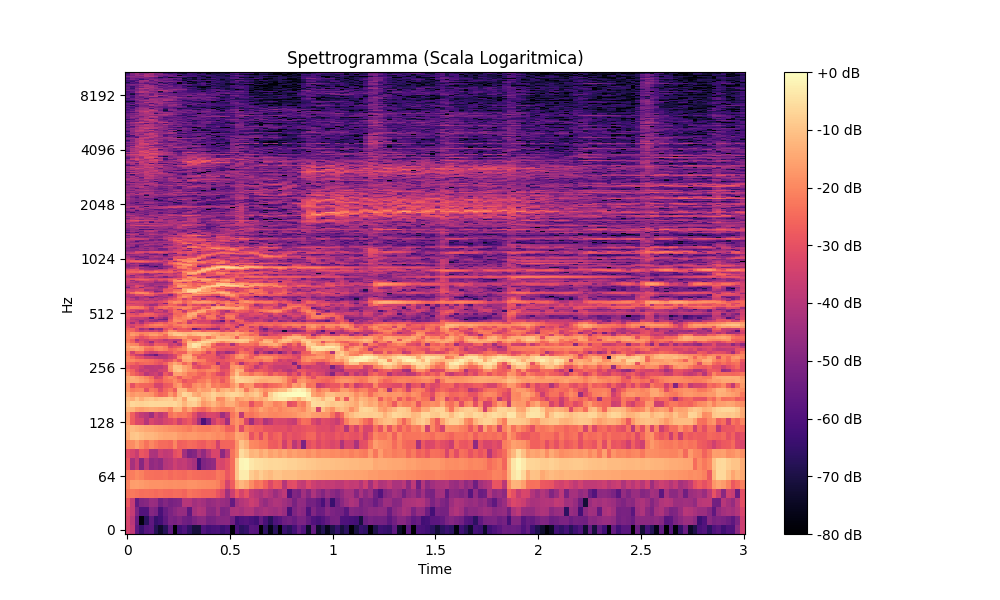 Spettrogramma (Scala Logaritmica)
Hz
8192
4096
2048
1024
512
256
128
64
0
0 0.5 1 1.5 2 2.5 3
Time
+0 dB
-10 dB
-20 dB
-30 dB
-40 dB
-50 dB
-60 dB
-70 dB
-80 dB